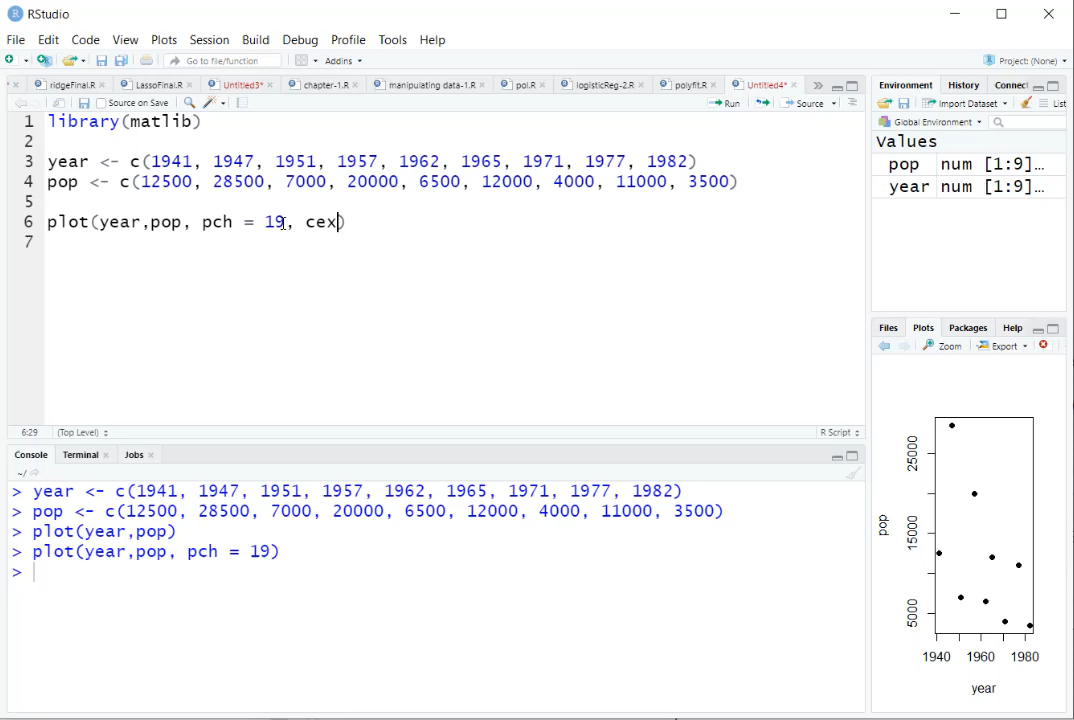 RStudio
File Edit Code View Plots Session Build Debug Profile Tools Help
Go to file/function Addins Project: (None)
ridgeFinal.R LassoFinal.R Untitled3* chapter-1.R manipulating data-1.R pol.R logisticReg-2.R polyfit.R Untitled4*
Source on Save Run Source
1 library(matlib)
2
3 year <- c(1941, 1947, 1951, 1957, 1962, 1965, 1971, 1977, 1982)
4 pop <- c(12500, 28500, 7000, 20000, 6500, 12000, 4000, 11000, 3500)
5
6 plot(year,pop, pch = 19, cex)
7
6:29 (Top Level) R Script
Console Terminal Jobs
~/
> year <- c(1941, 1947, 1951, 1957, 1962, 1965, 1971, 1977, 1982)
> pop <- c(12500, 28500, 7000, 20000, 6500, 12000, 4000, 11000, 3500)
> plot(year,pop)
> plot(year,pop, pch = 19)
>
Environment History Connect
Import Dataset List
Global Environment
Values
pop num [1:9]…
year num [1:9]…
Files Plots Packages Help
Zoom Export
pop
25000
15000
5000
1940 1960 1980
year